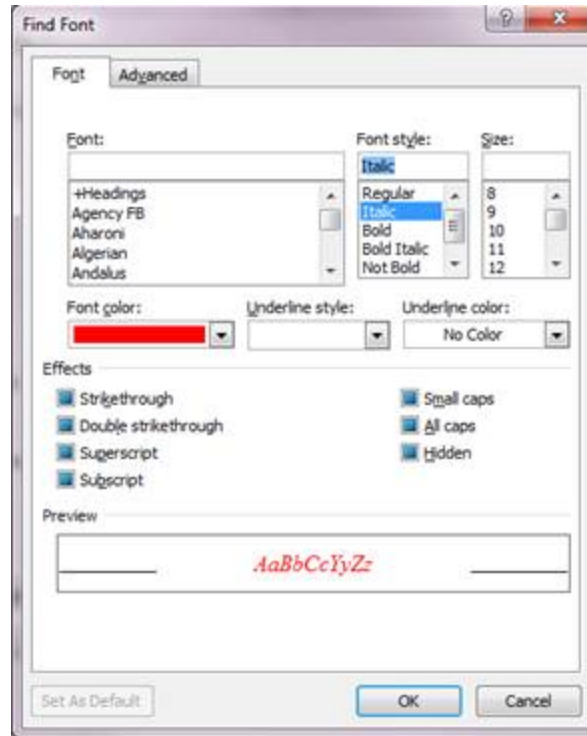 Find Font
Font Advanced
Font: Font style: Size:
Italic
+Headings Regular 8
Agency FB Italic 9
Aharoni Bold 10
Algerian Bold Italic 11
Andalus Not Bold 12
Font color: Underline style: Underline color:
No Color
Effects
Strikethrough Small caps
Double strikethrough All caps
Superscript Hidden
Subscript
Preview
AaBbCcYyZz
Set As Default OK Cancel